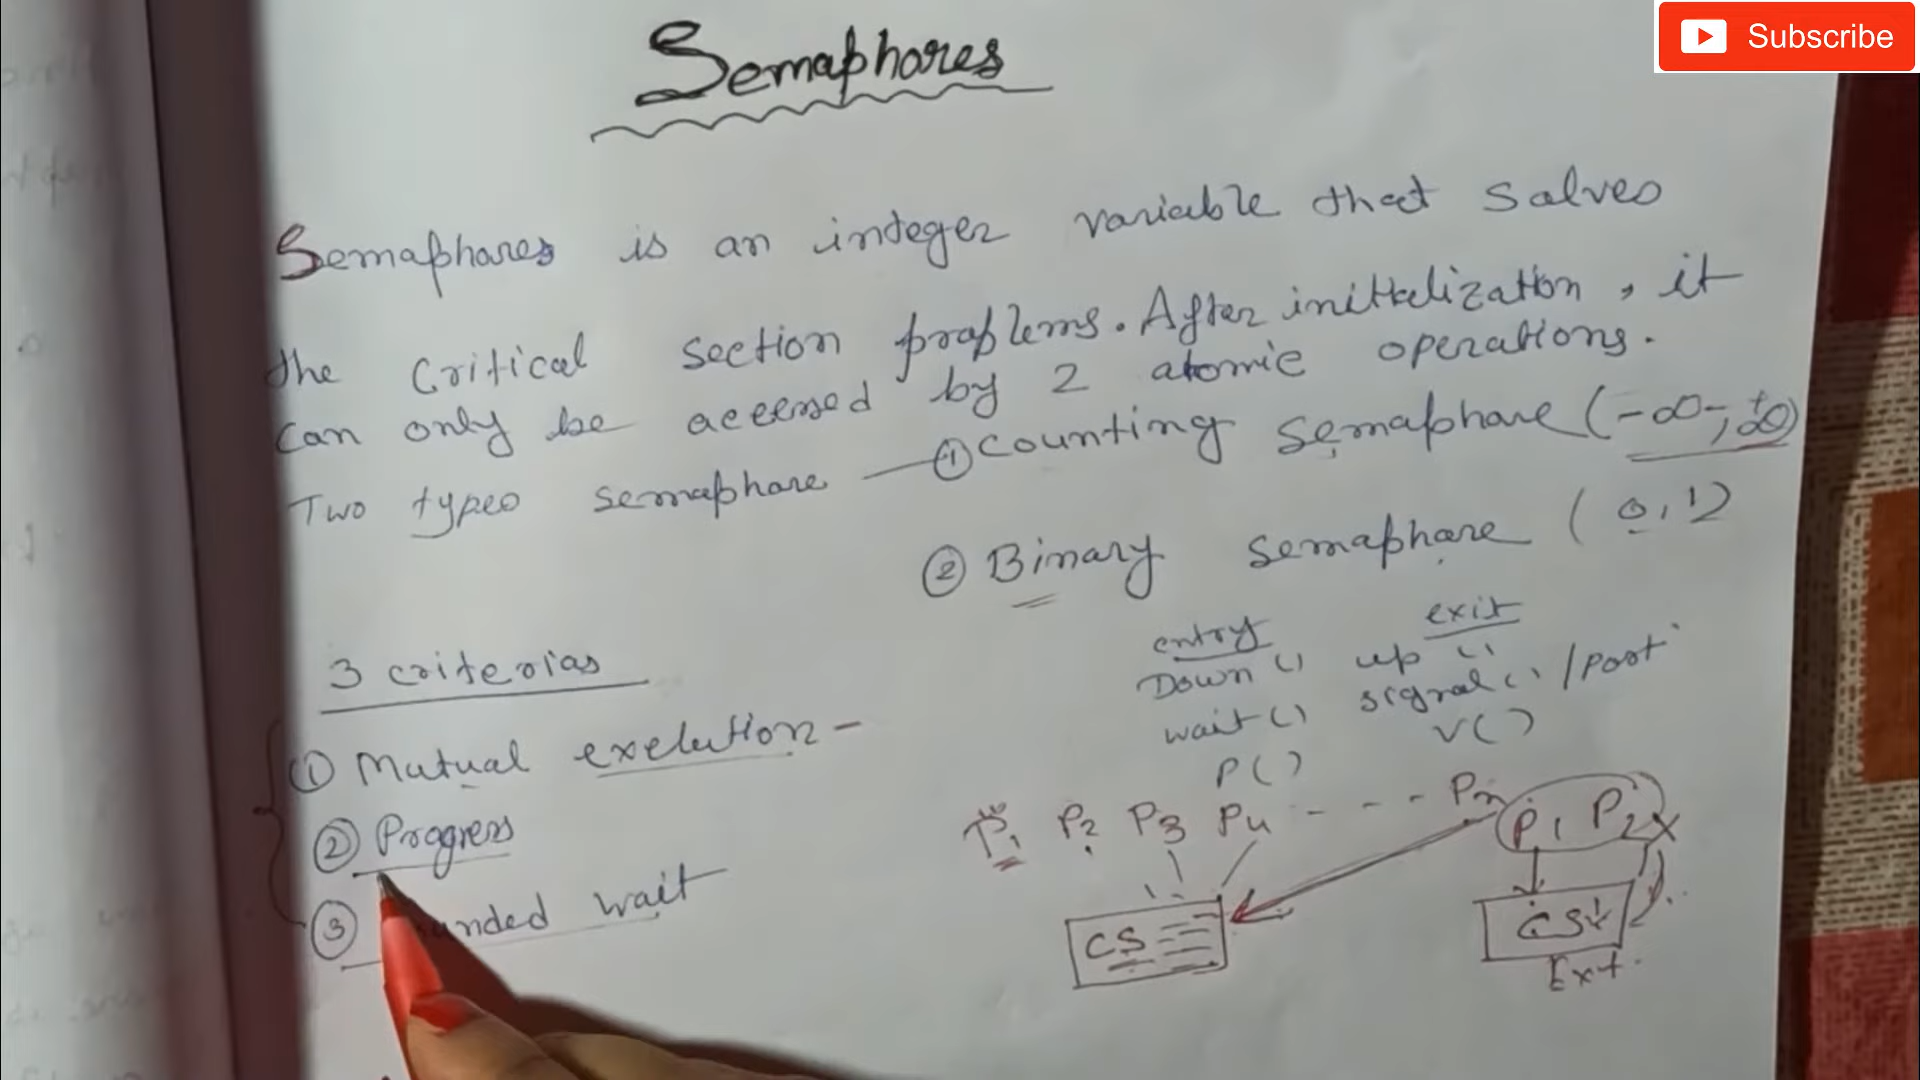 Subscribe
Semaphores
Semaphores is an integer variable that solves
the critical section problems. After initialization, it
can only be accessed by 2 atomic operations.
Two types semaphore — ① Counting semaphore (-∞, +∞)
② Binary semaphore (0,1)
entry exit
Down () up ()
wait () signal () / post
P() V()
3 criterias
① Mutual exclution -
② Progress
③ wait
P1 P2 P3 P4 - - - Pn P1 P2 X
CS CS
Ext.